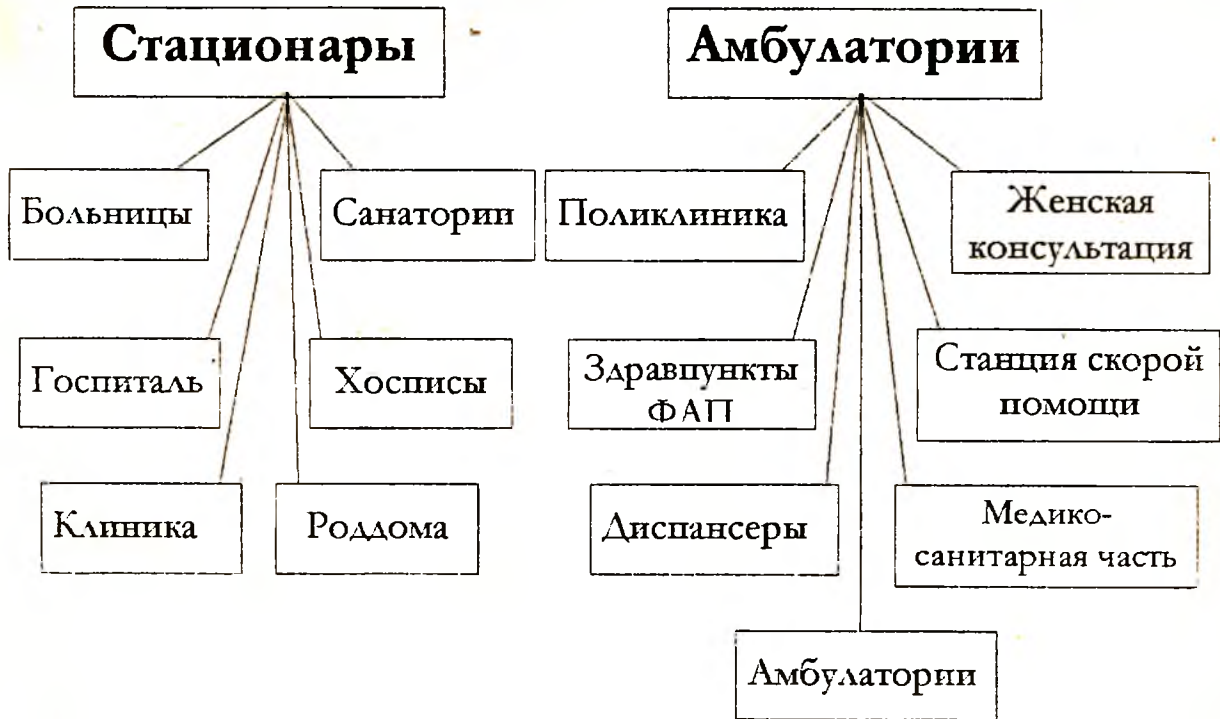 Стационары
Амбулатории
Больницы
Санатории
Поликлиника
Женская
консультация
Госпиталь
Хосписы
Здравпункты
ФАП
Станция скорой
помощи
Клиника
Роддома
Диспансеры
Медико-
санитарная часть
Амбулатории